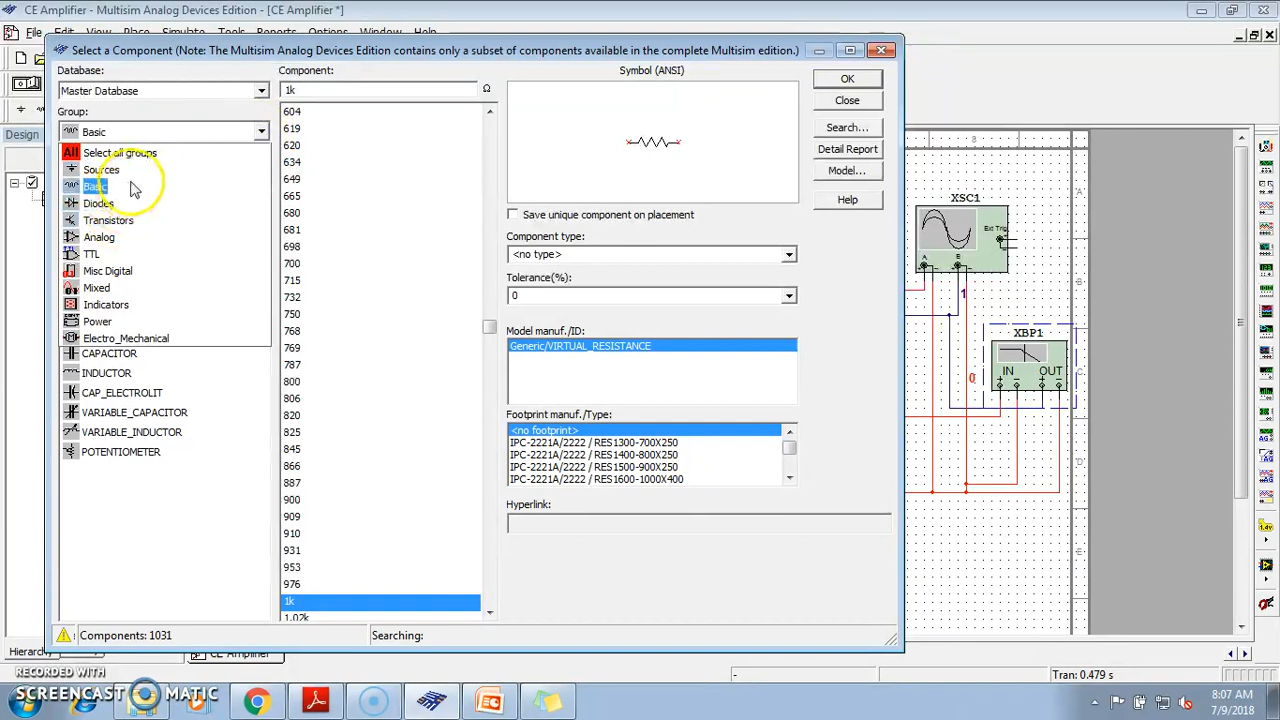 CE Amplifier - Multisim Analog Devices Edition - [CE Amplifier *]
File Edit View Place Simulate Tools Reports Options Window Help
Select a Component (Note: The Multisim Analog Devices Edition contains only a subset of components available in the complete Multisim edition.)
Database:
Master Database
Group:
Basic
Select all groups
Sources
Basic
Diodes
Transistors
Analog
TTL
Misc Digital
Mixed
Indicators
Power
Electro_Mechanical
CAPACITOR
INDUCTOR
CAP_ELECTROLIT
VARIABLE_CAPACITOR
VARIABLE_INDUCTOR
POTENTIOMETER
Component:
1k Ω
604
619
620
634
649
665
680
681
698
700
715
732
750
768
769
787
800
806
820
825
845
866
887
900
909
910
931
953
976
1k
1.02k
Symbol (ANSI)
Save unique component on placement
Component type:
<no type>
Tolerance(%):
0
Model manuf./ID:
Generic/VIRTUAL_RESISTANCE
Footprint manuf./Type:
<no footprint>
IPC-2221A/2222 / RES1300-700X250
IPC-2221A/2222 / RES1400-800X250
IPC-2221A/2222 / RES1500-900X250
IPC-2221A/2222 / RES1600-1000X400
Hyperlink:
OK
Close
Search...
Detail Report
Model...
Help
Components: 1031
Searching:
Design
XSC1
Ext Trig
A
B
1
XBP1
IN OUT
0
B
A
B
C
D
E
Hierarchy
CE Amplifier
-
Tran: 0.479 s
RECORDED WITH
SCREENCAST MATIC
8:07 AM
7/9/2018